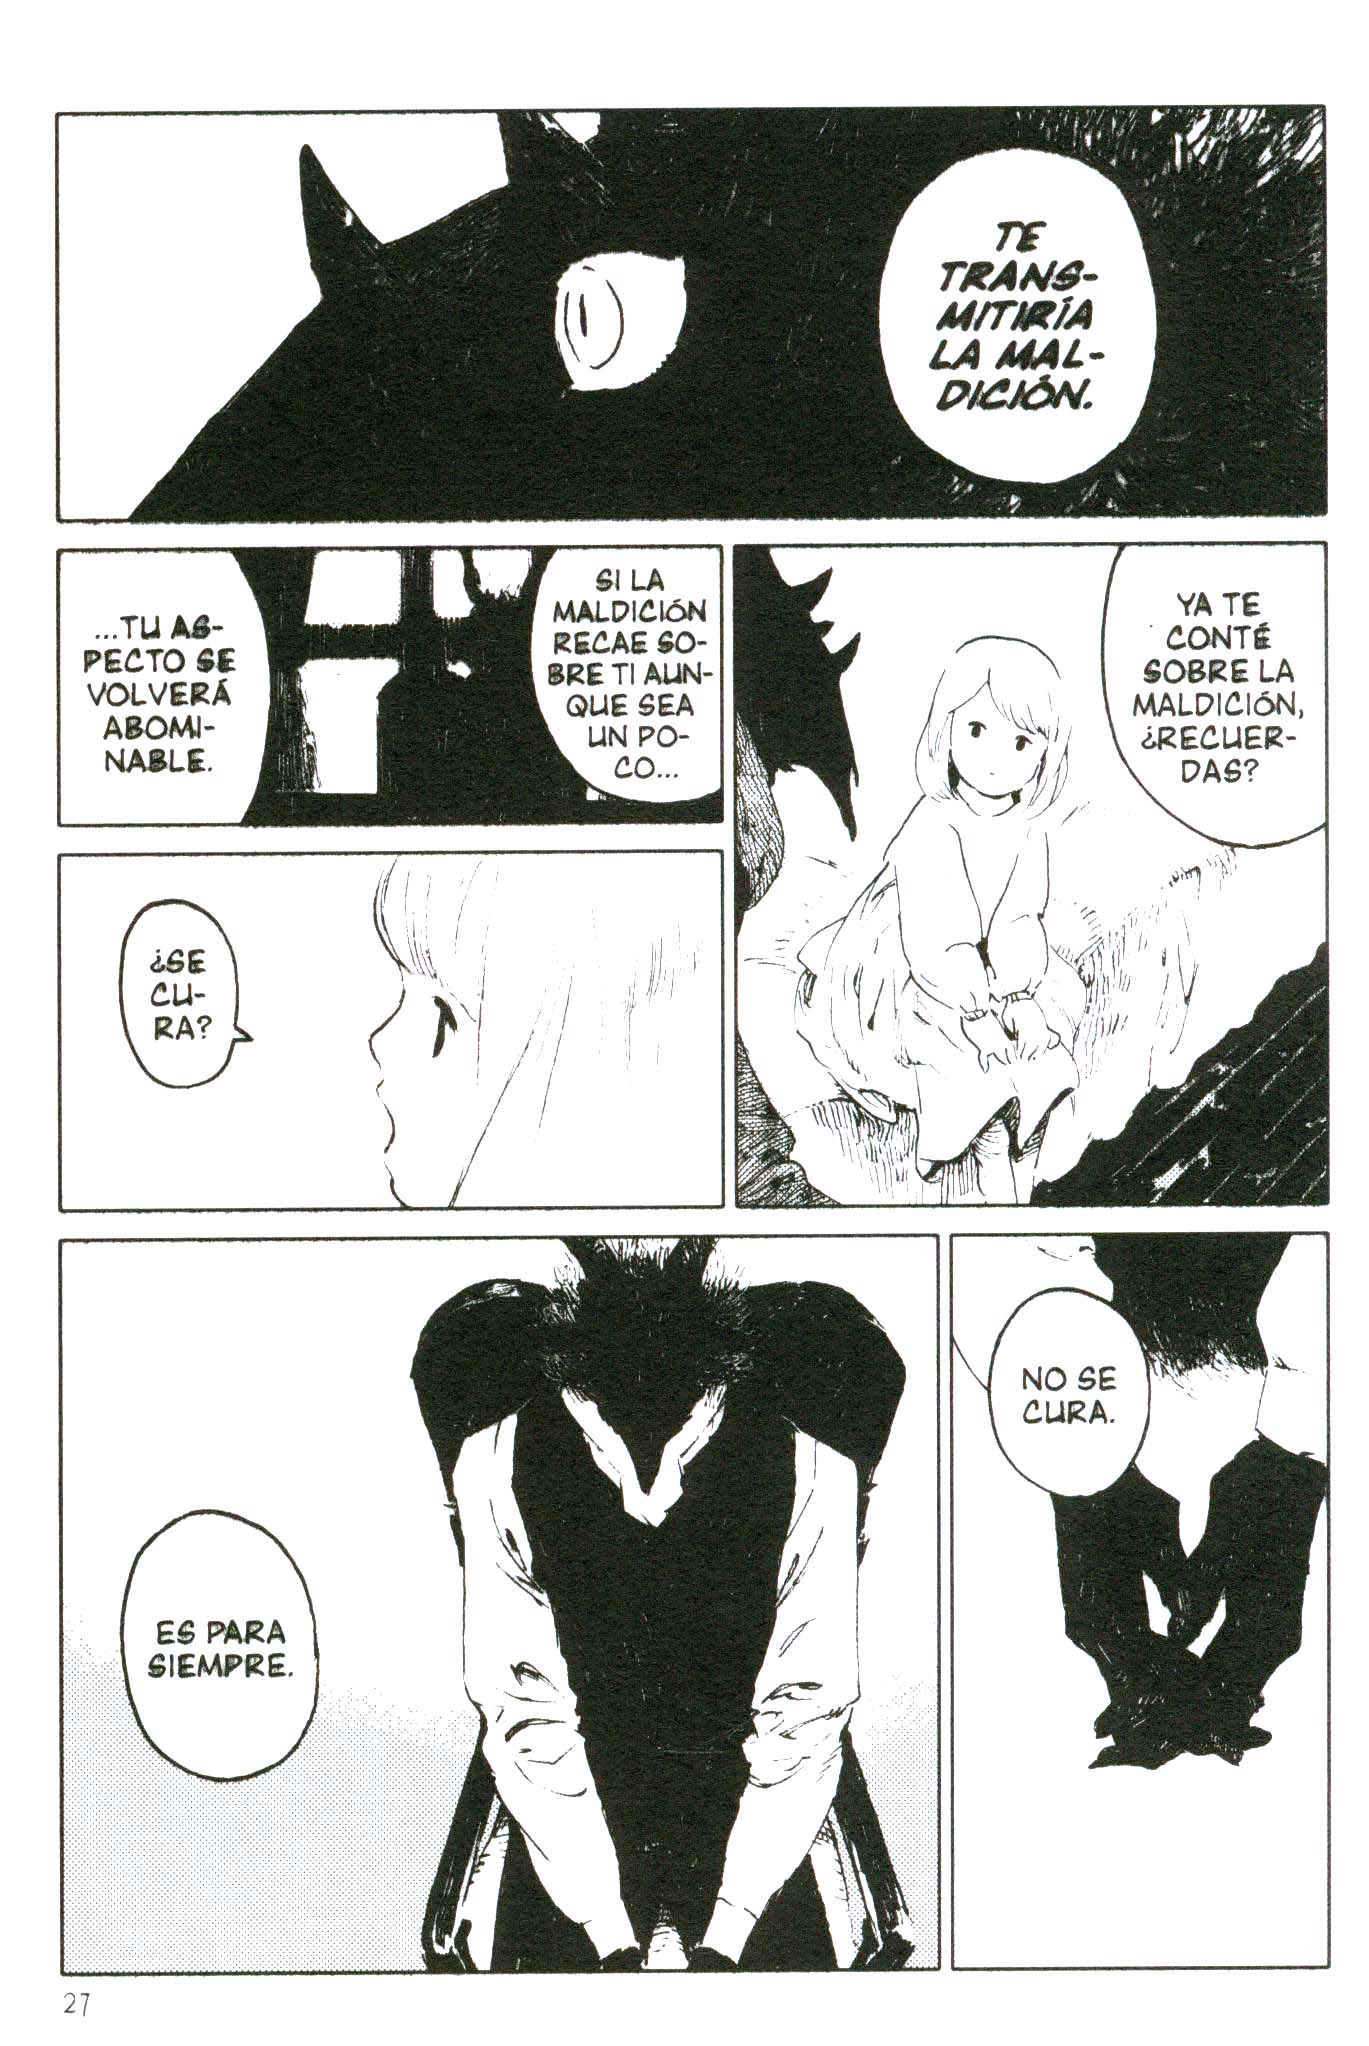 TE
TRANS-
MITIRÍA
LA MAL-
DICIÓN.
YA TE
CONTÉ
SOBRE LA
MALDICIÓN,
¿RECUER-
DAS?
SI LA
MALDICIÓN
RECAE SO-
BRE TI AUN-
QUE SEA
UN PO-
CO...
...TU AS-
PECTO SE
VOLVERÁ
ABOMI-
NABLE.
¿SE
CU-
RA?
NO SE
CURA.
ES PARA
SIEMPRE.
27